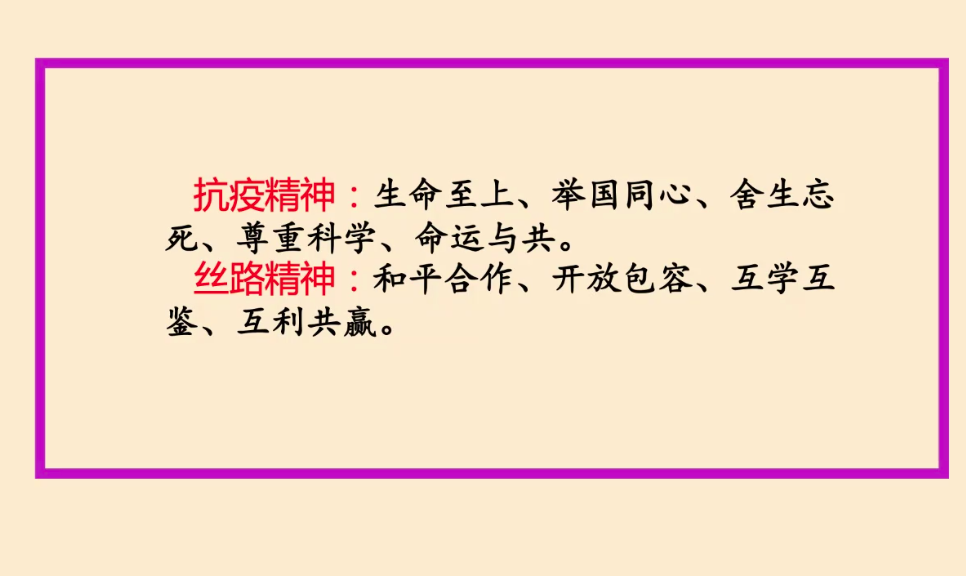 抗疫精神：生命至上、举国同心、舍生忘
死、尊重科学、命运与共。
丝路精神：和平合作、开放包容、互学互
鉴、互利共赢。